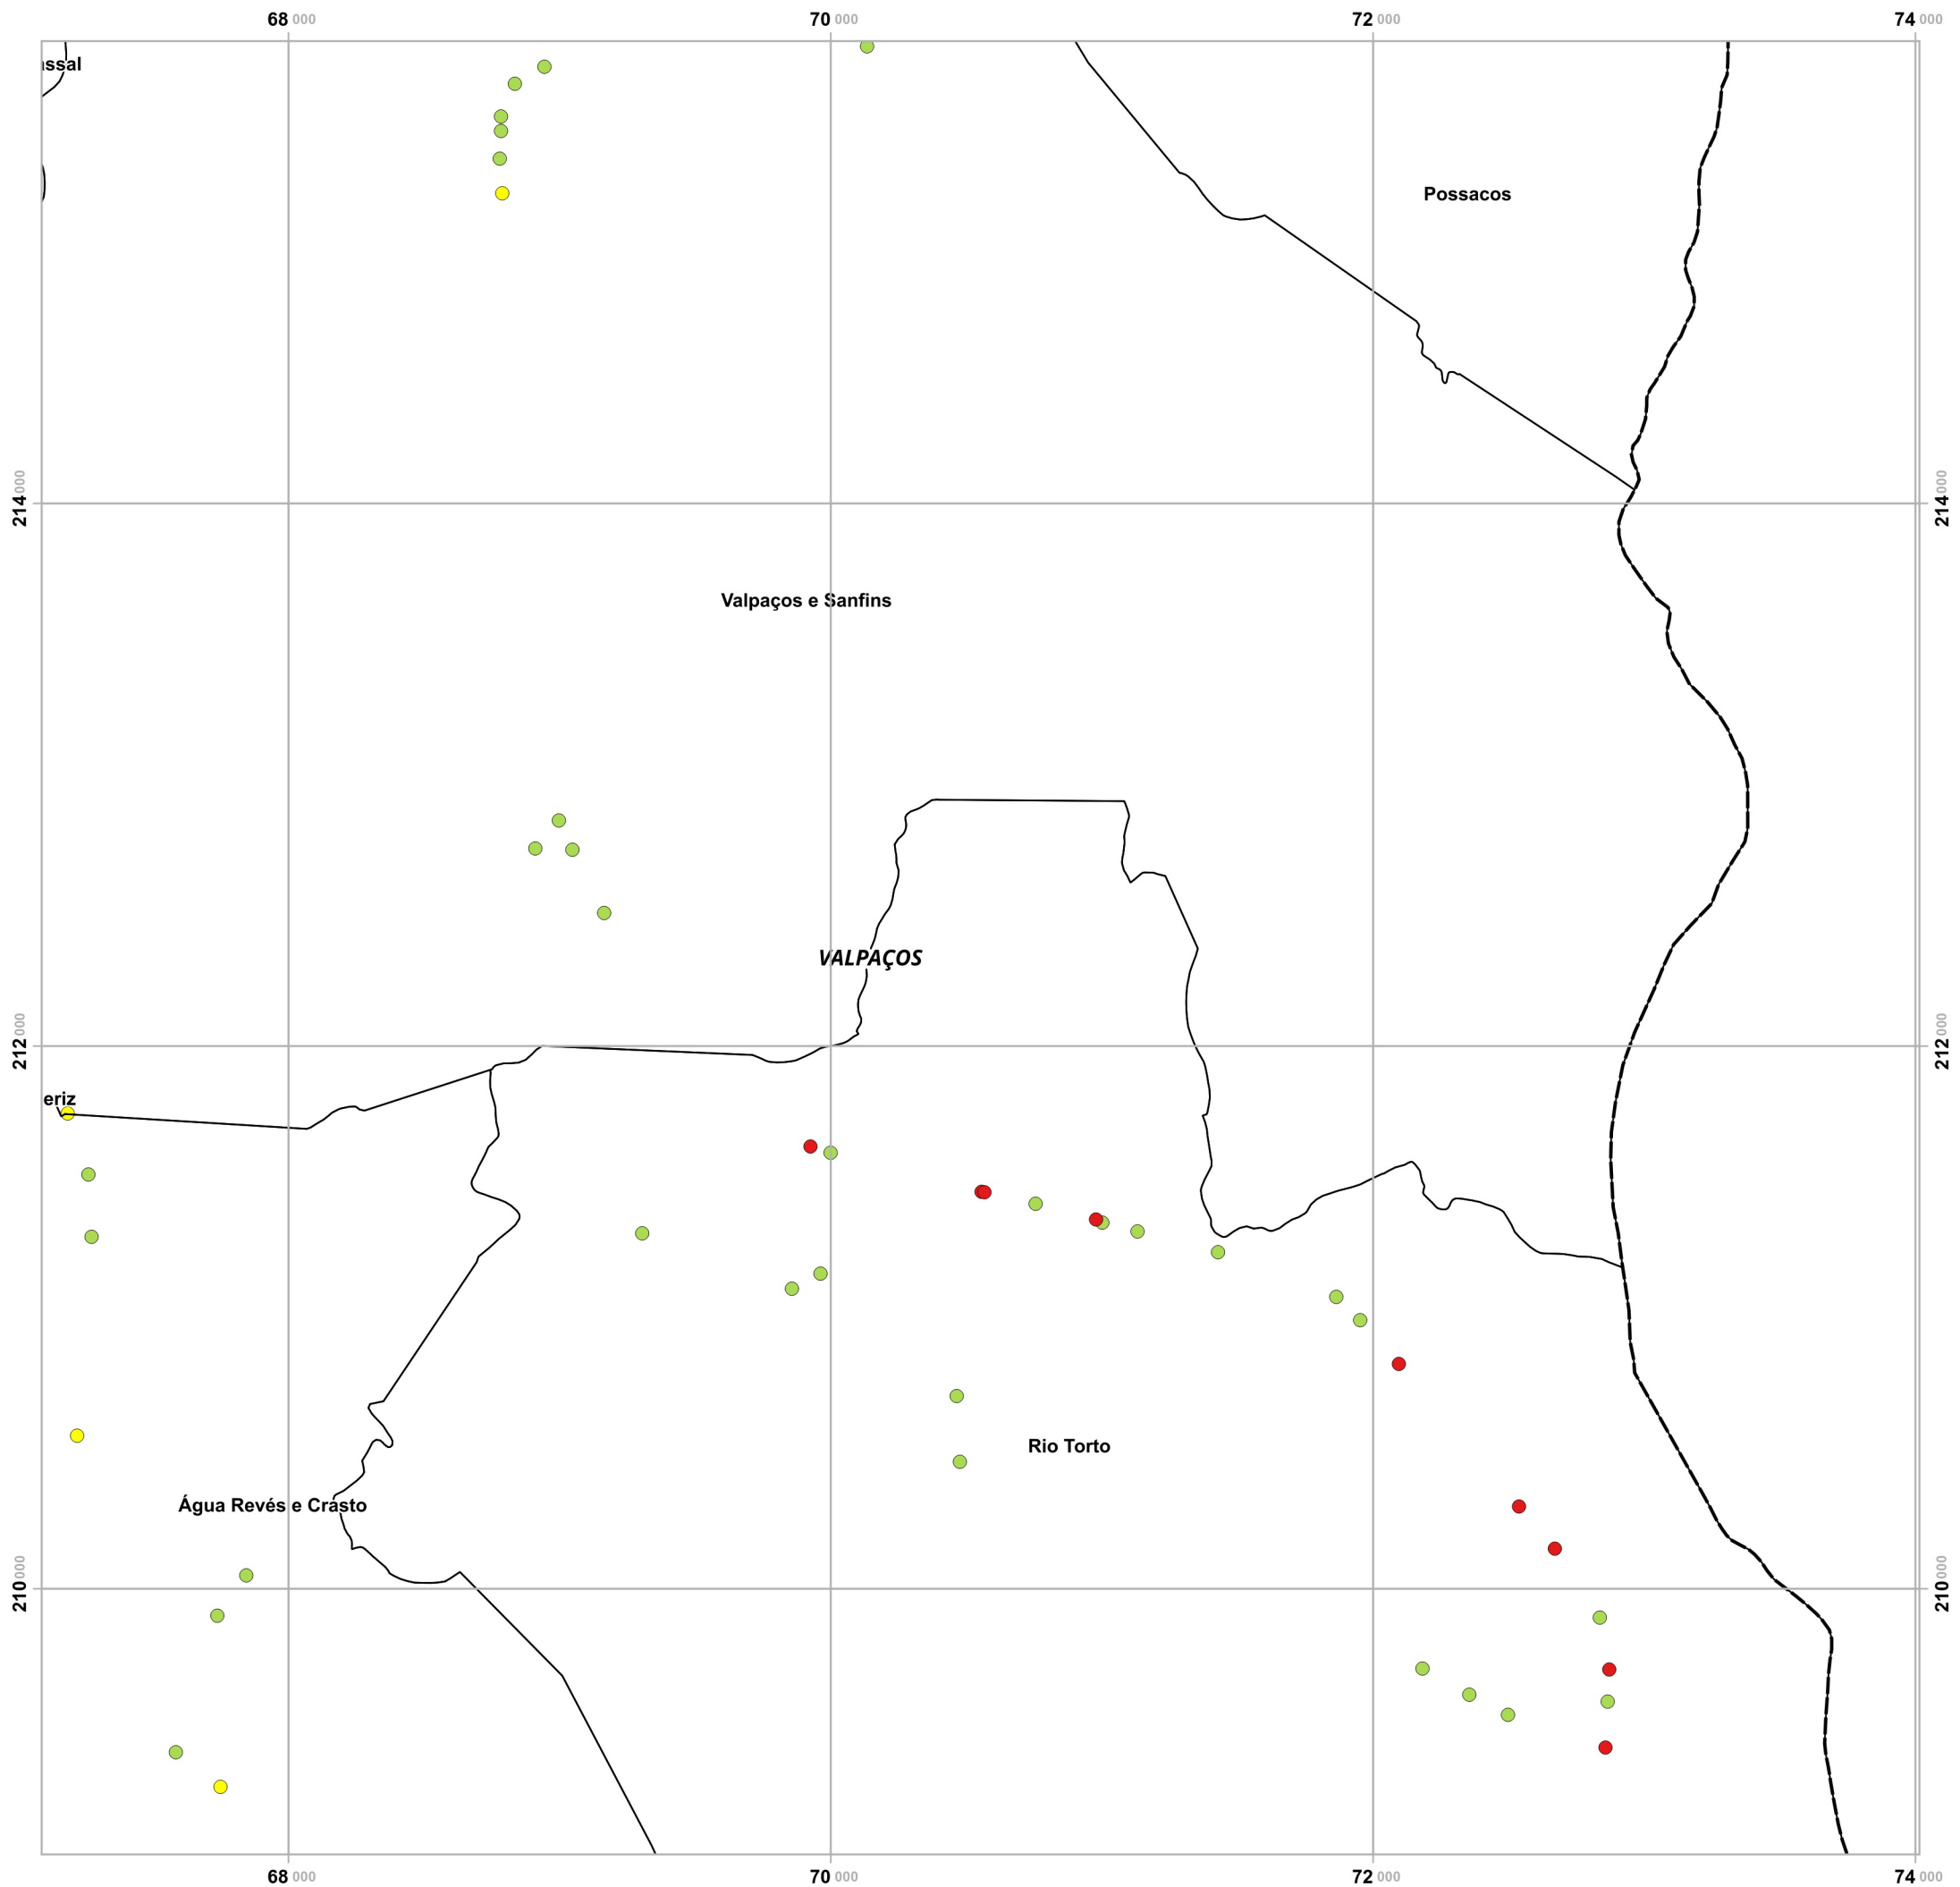 68 000 70 000 72 000 74 000
assal
Possacos
214 000 214 000
Valpaços e Sanfins
VALPAÇOS
212 000 212 000
eriz
Rio Torto
Água Revés e Crasto
210 000 210 000
68 000 70 000 72 000 74 000